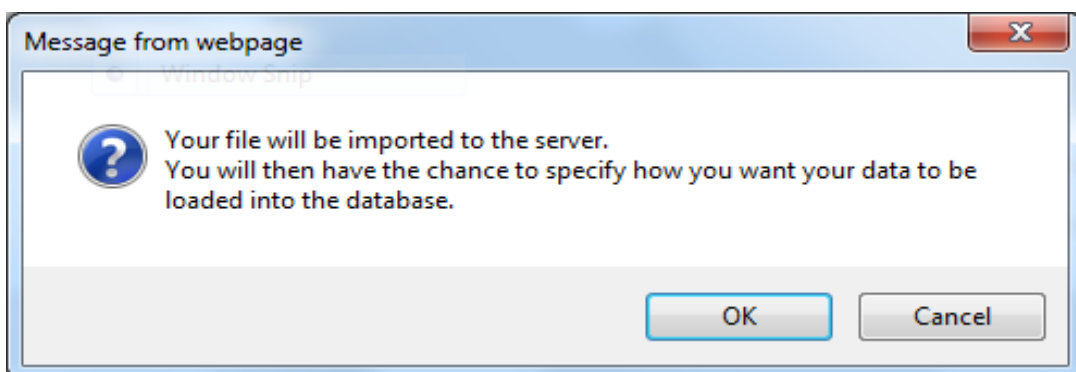 Message from webpage
Window Snip
Your file will be imported to the server.
You will then have the chance to specify how you want your data to be
loaded into the database.
OK
Cancel